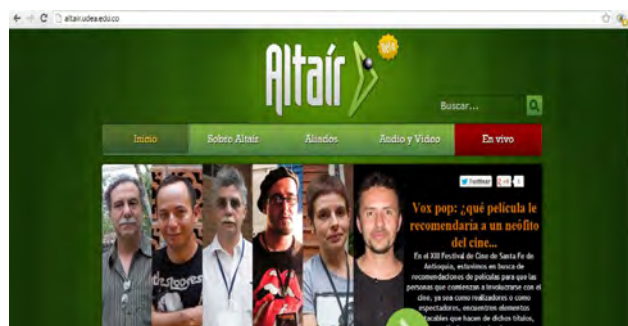 altair.udea.edu.co
Altaír
Buscar...
Inicio
Sobre Altaír
Aliados
Audio y Video
En vivo
Twittear
Vox pop: ¿qué película le
recomendaría a un neófito
del cine...
En el XIII Festival de Cine de Santa Fe de
Antioquia, estuvimos en busca de
recomendaciones de películas para que las
personas que comienzan a involucrarse con el
cine, ya sea como realizadores o como
espectadores, encuentren elementos
que hacen de dichos títulos,